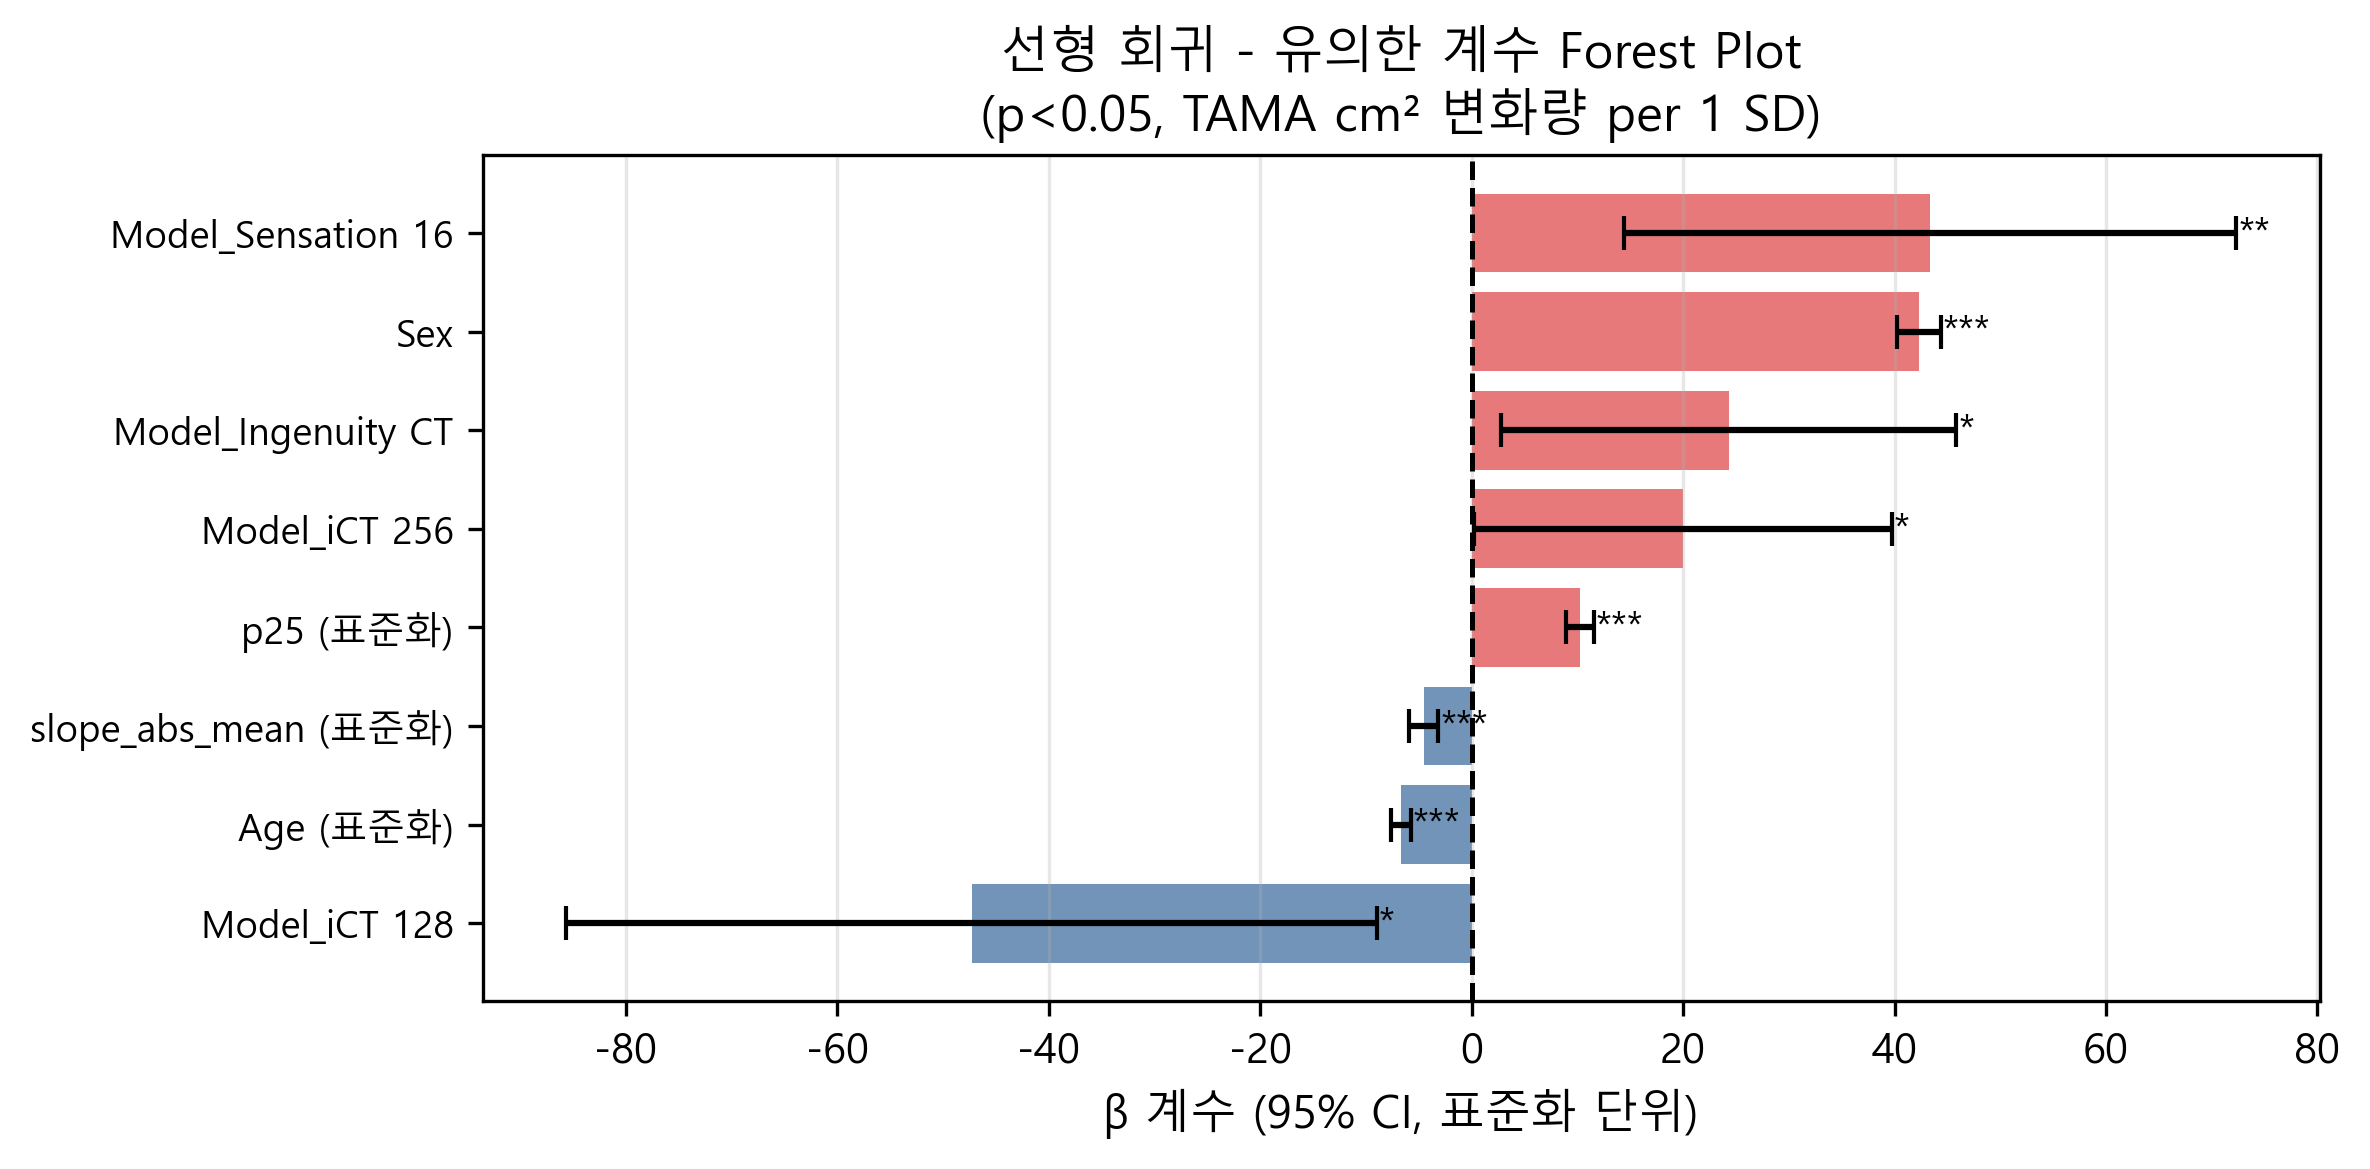 선형 회귀 - 유의한 계수 Forest Plot
(p<0.05, TAMA cm² 변화량 per 1 SD)
Model_Sensation 16
**
Sex
***
Model_Ingenuity CT
*
Model_iCT 256
*
p25 (표준화)
***
slope_abs_mean (표준화)
***
Age (표준화)
***
Model_iCT 128
*
-80 -60 -40 -20 0 20 40 60 80
β 계수 (95% CI, 표준화 단위)